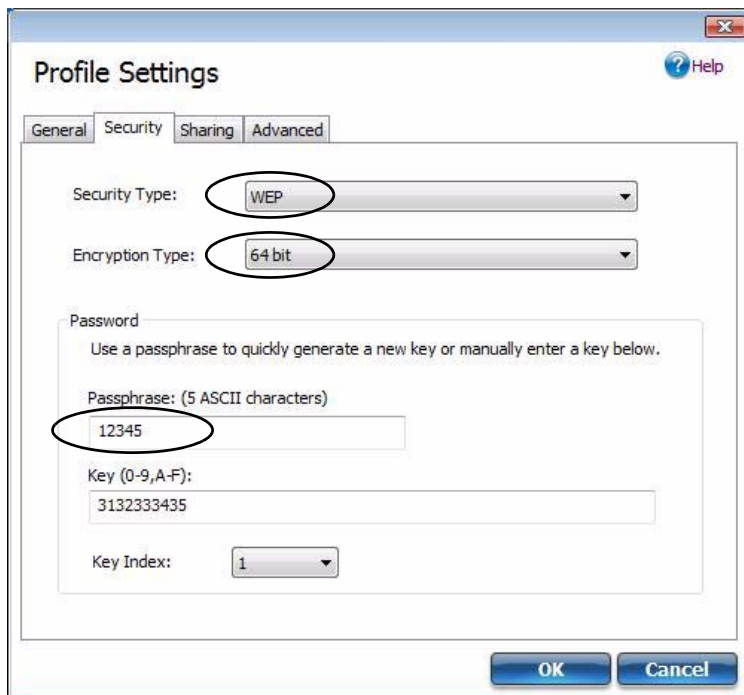 Profile Settings
Help
General Security Sharing Advanced
Security Type: WEP
Encryption Type: 64 bit
Password
Use a passphrase to quickly generate a new key or manually enter a key below.
Passphrase: (5 ASCII characters)
12345
Key (0-9,A-F):
3132333435
Key Index: 1
OK Cancel